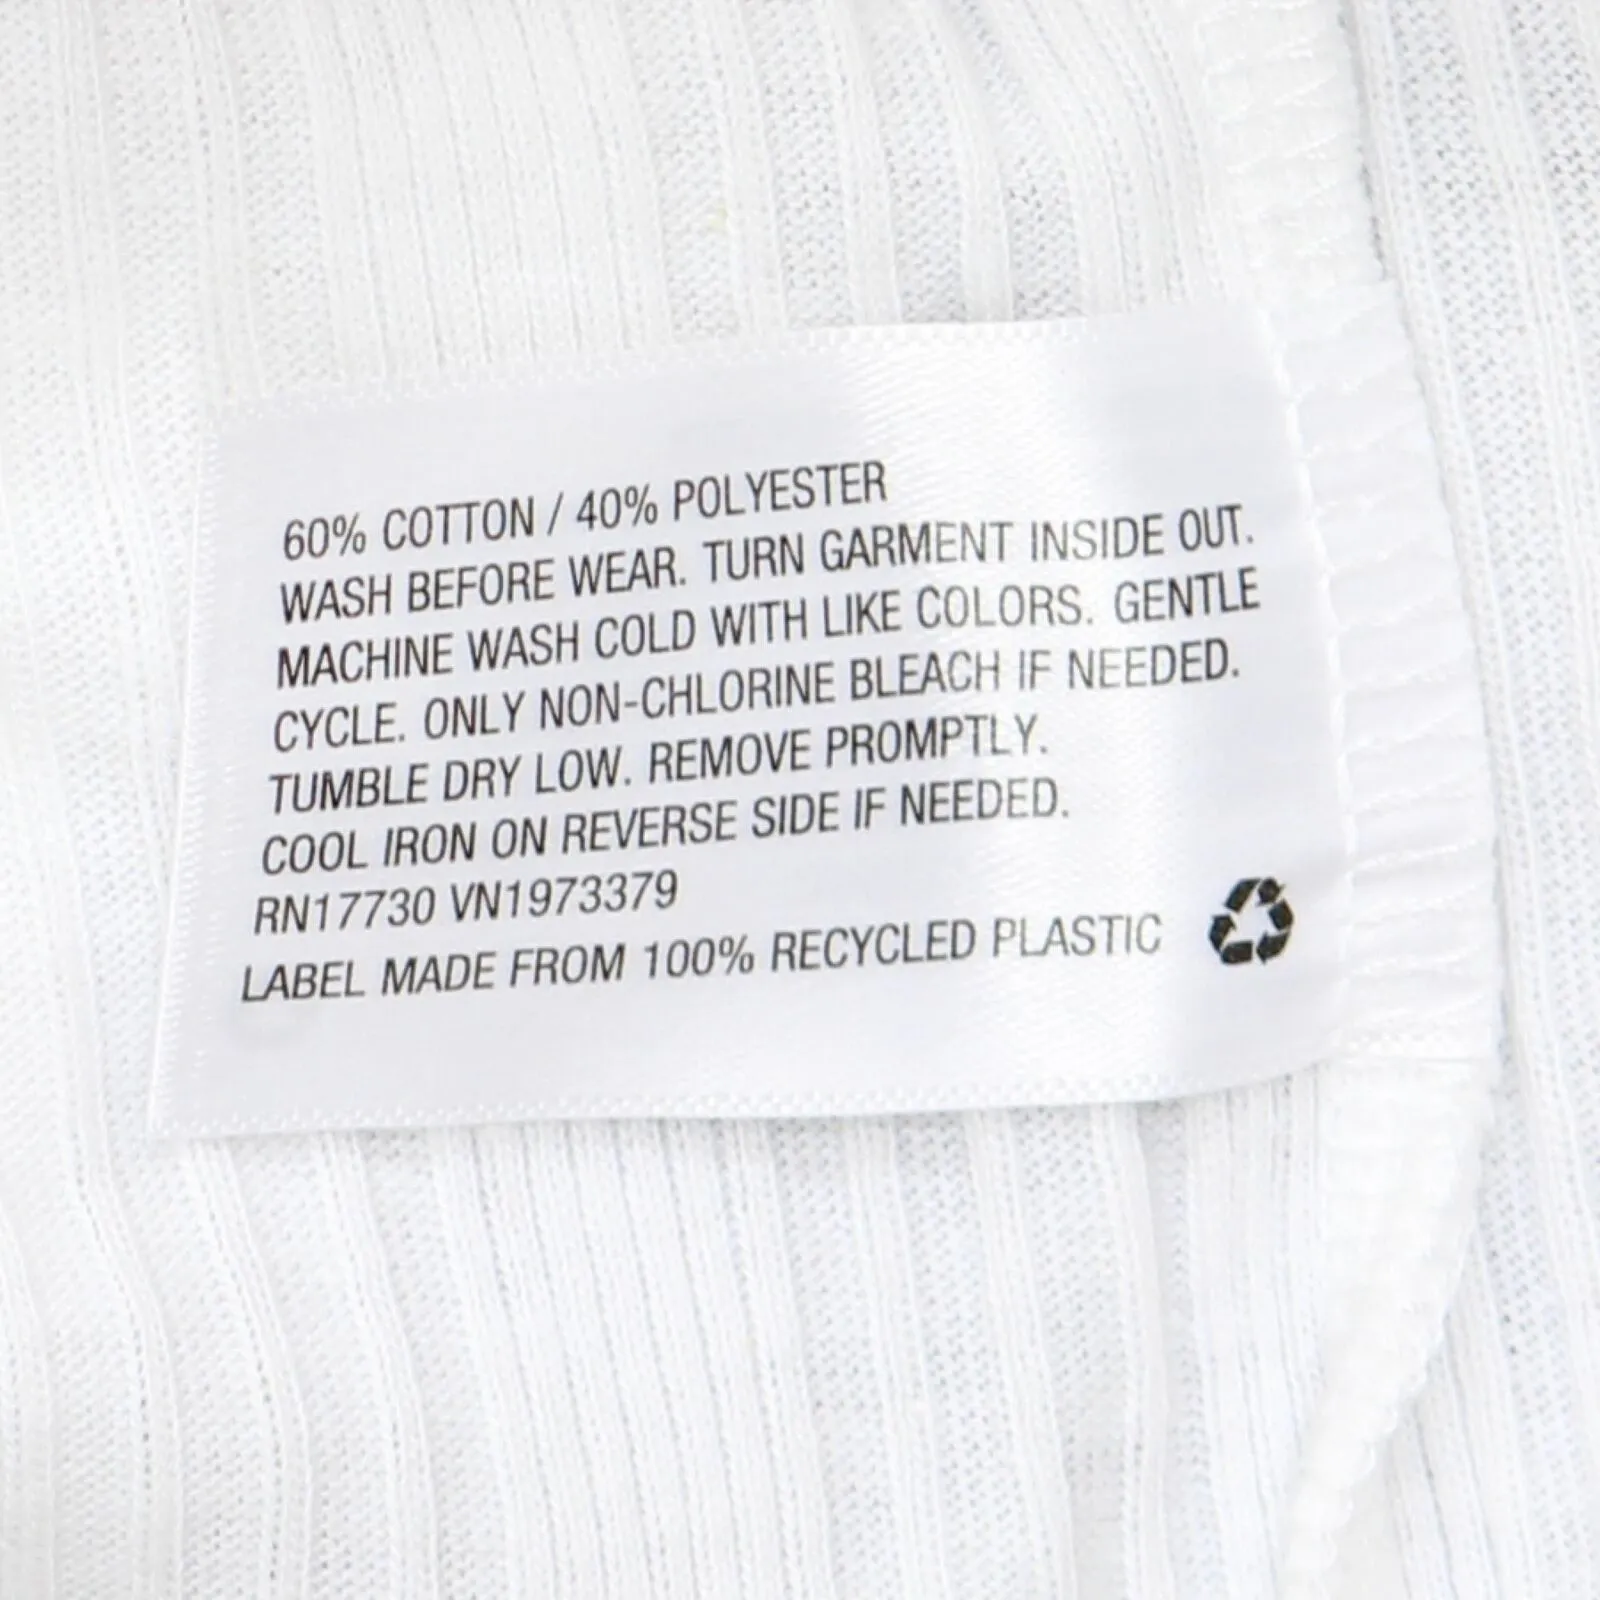 60% COTTON / 40% POLYESTER
WASH BEFORE WEAR. TURN GARMENT INSIDE OUT.
MACHINE WASH COLD WITH LIKE COLORS. GENTLE
CYCLE. ONLY NON-CHLORINE BLEACH IF NEEDED.
TUMBLE DRY LOW. REMOVE PROMPTLY.
COOL IRON ON REVERSE SIDE IF NEEDED.
RN17730 VN1973379
LABEL MADE FROM 100% RECYCLED PLASTIC